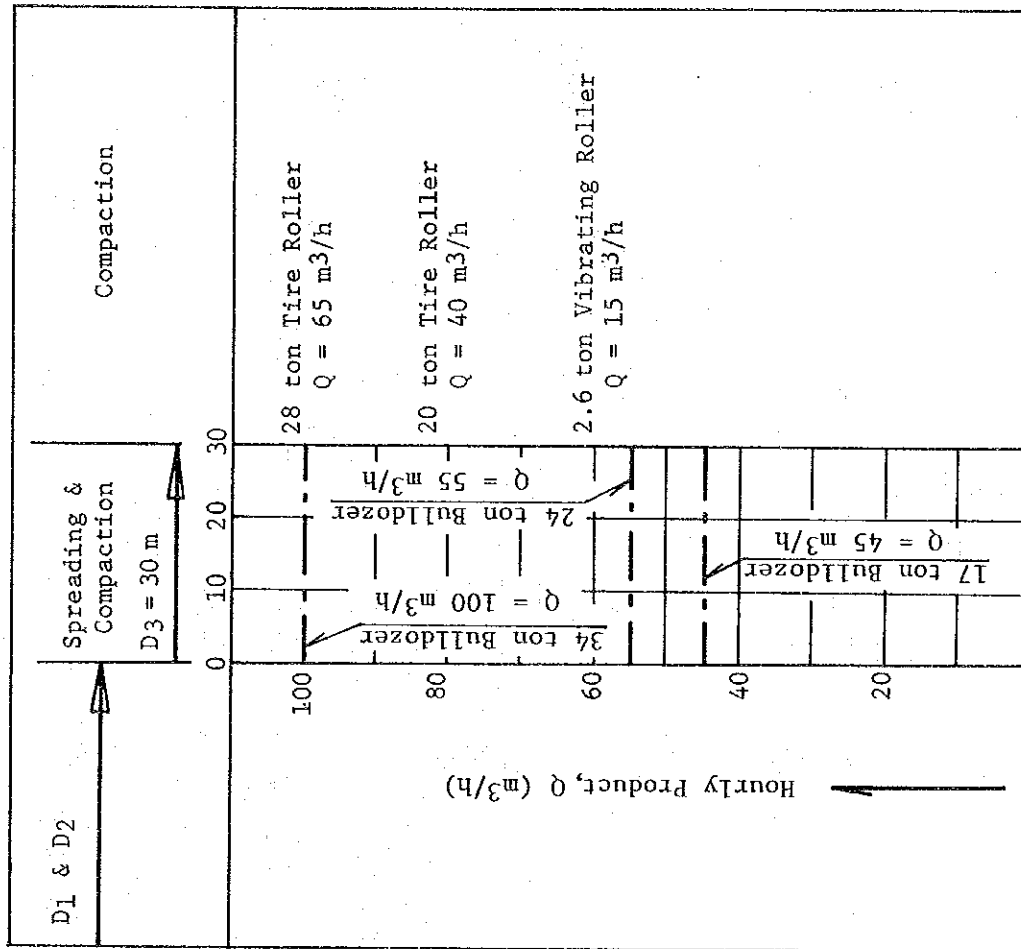 D1 & D2
Spreading &
Compaction
D3 = 30 m
Compaction
0
10
20
30
100
80
60
40
20
Hourly Product, Q (m3/h)
34 ton Bulldozer
Q = 100 m3/h
24 ton Bulldozer
Q = 55 m3/h
17 ton Bulldozer
Q = 45 m3/h
28 ton Tire Roller
Q = 65 m3/h
20 ton Tire Roller
Q = 40 m3/h
2.6 ton Vibrating Roller
Q = 15 m3/h